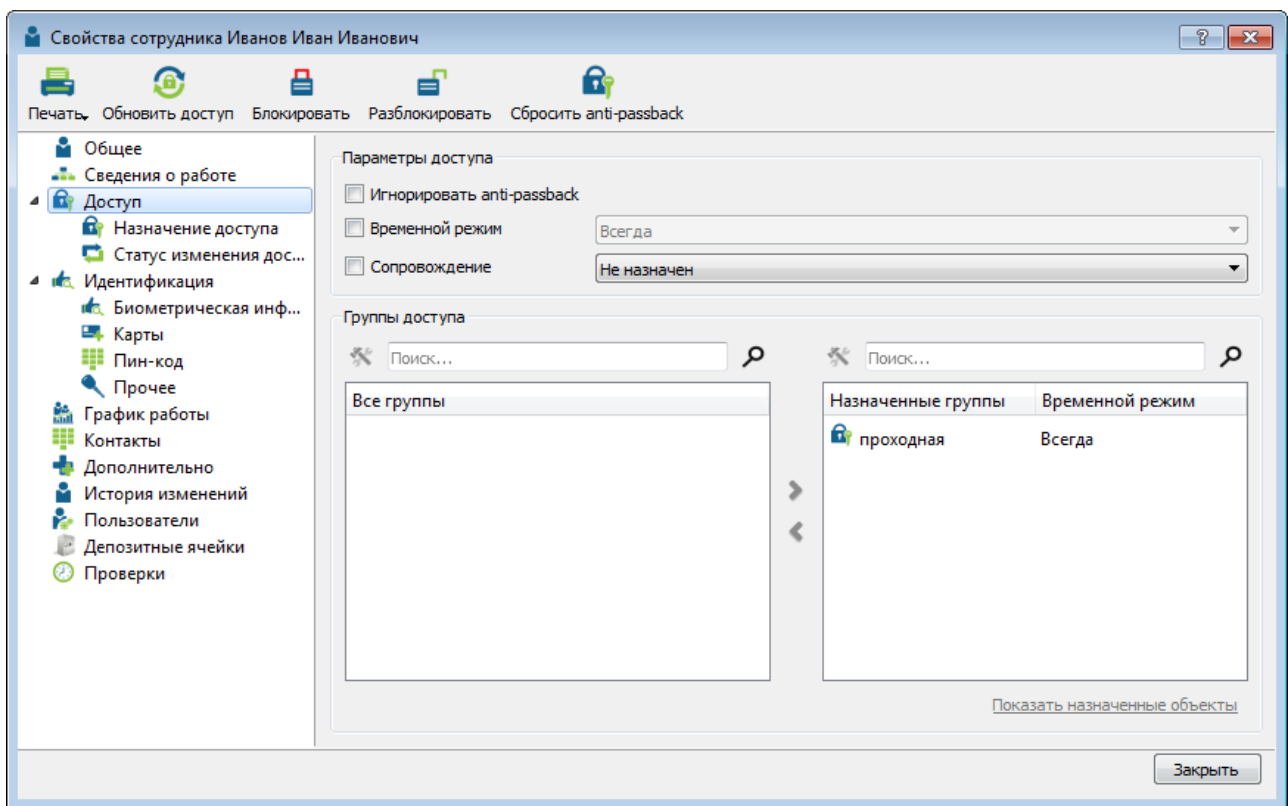 Свойства сотрудника Иванов Иван Иванович
Печать Обновить доступ Блокировать Разблокировать Сбросить anti-passback
Общее
Сведения о работе
Доступ
Назначение доступа
Статус изменения дос...
Идентификация
Биометрическая инф...
Карты
Пин-код
Прочее
График работы
Контакты
Дополнительно
История изменений
Пользователи
Депозитные ячейки
Проверки
Параметры доступа
Игнорировать anti-passback
Временной режим Всегда
Сопровождение Не назначен
Группы доступа
Поиск... Поиск...
Все группы Назначенные группы Временной режим
проходная Всегда
Показать назначенные объекты
Закрыть